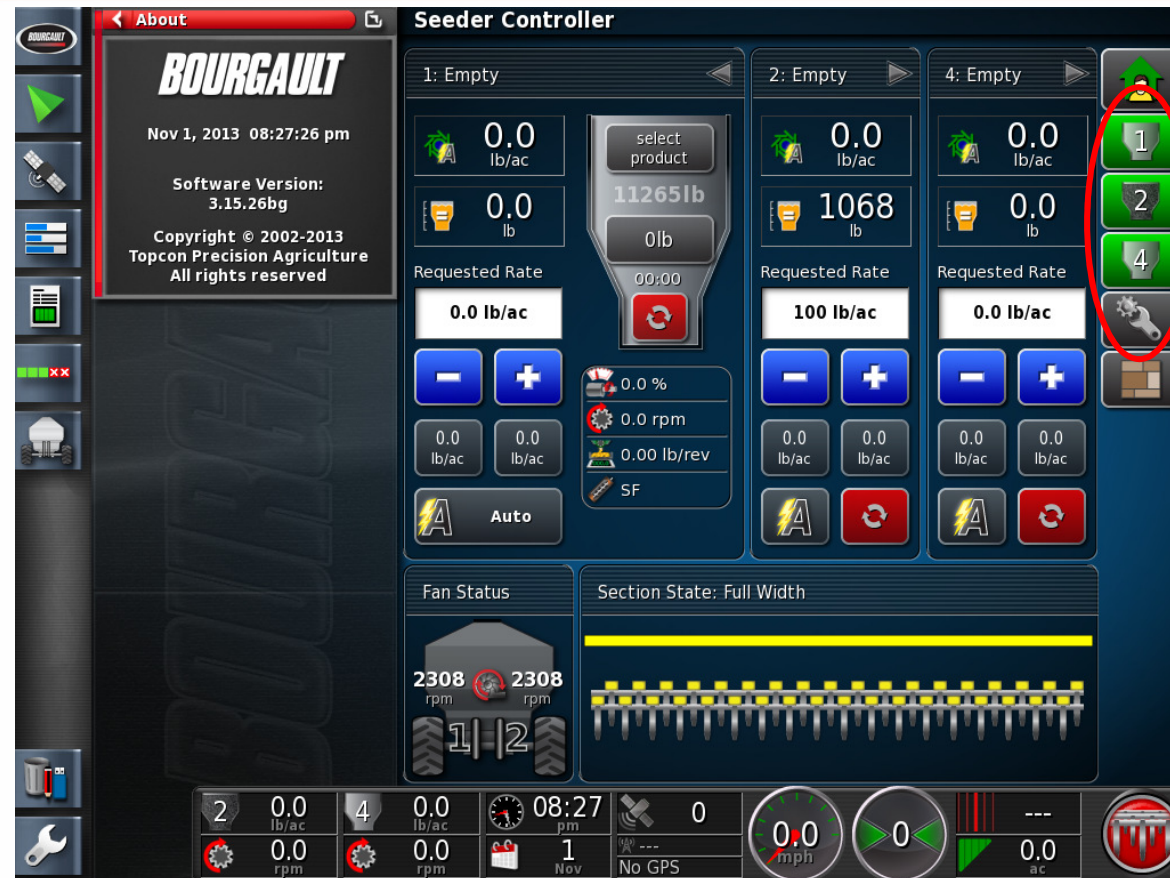 BOURGAULT
About
BOURGAULT
Nov 1, 2013 08:27:26 pm
Software Version:
3.15.26bg
Copyright © 2002-2013
Topcon Precision Agriculture
All rights reserved
Seeder Controller
1: Empty
0.0
lb/ac
0.0
lb
Requested Rate
0.0 lb/ac
0.0
lb/ac
0.0
lb/ac
A
Auto
select
product
11265lb
0lb
00:00
0.0 %
0.0 rpm
0.00 lb/rev
SF
2: Empty
0.0
lb/ac
1068
lb
Requested Rate
100 lb/ac
0.0
lb/ac
0.0
lb/ac
A
4: Empty
0.0
lb/ac
0.0
lb
Requested Rate
0.0 lb/ac
0.0
lb/ac
0.0
lb/ac
A
1
2
4
Fan Status
2308
rpm
2308
rpm
1 2
Section State: Full Width
2
0.0
lb/ac
0.0
rpm
4
0.0
lb/ac
0.0
rpm
08:27
pm
1
Nov
0
---
No GPS
0.0
mph
0
---
0.0
ac